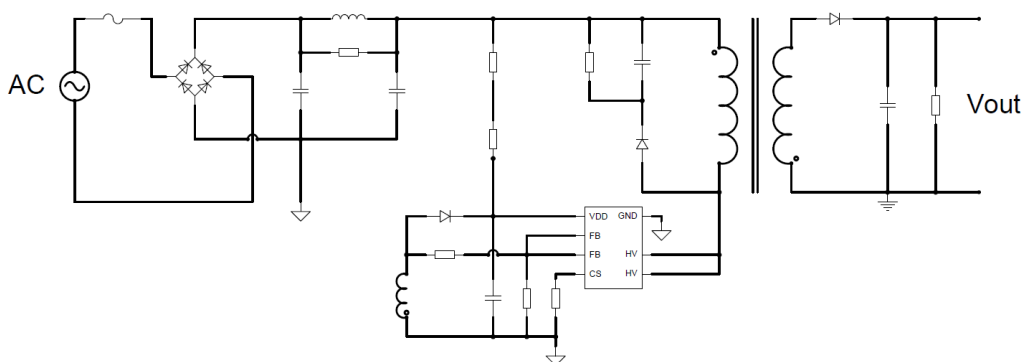 AC
Vout
VDD GND
FB
FB HV
CS HV